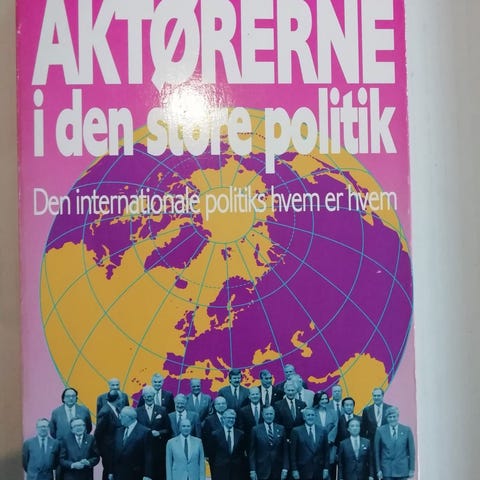 AKTØRERNE
i den store politik
Den internationale politiks hvem er hvem